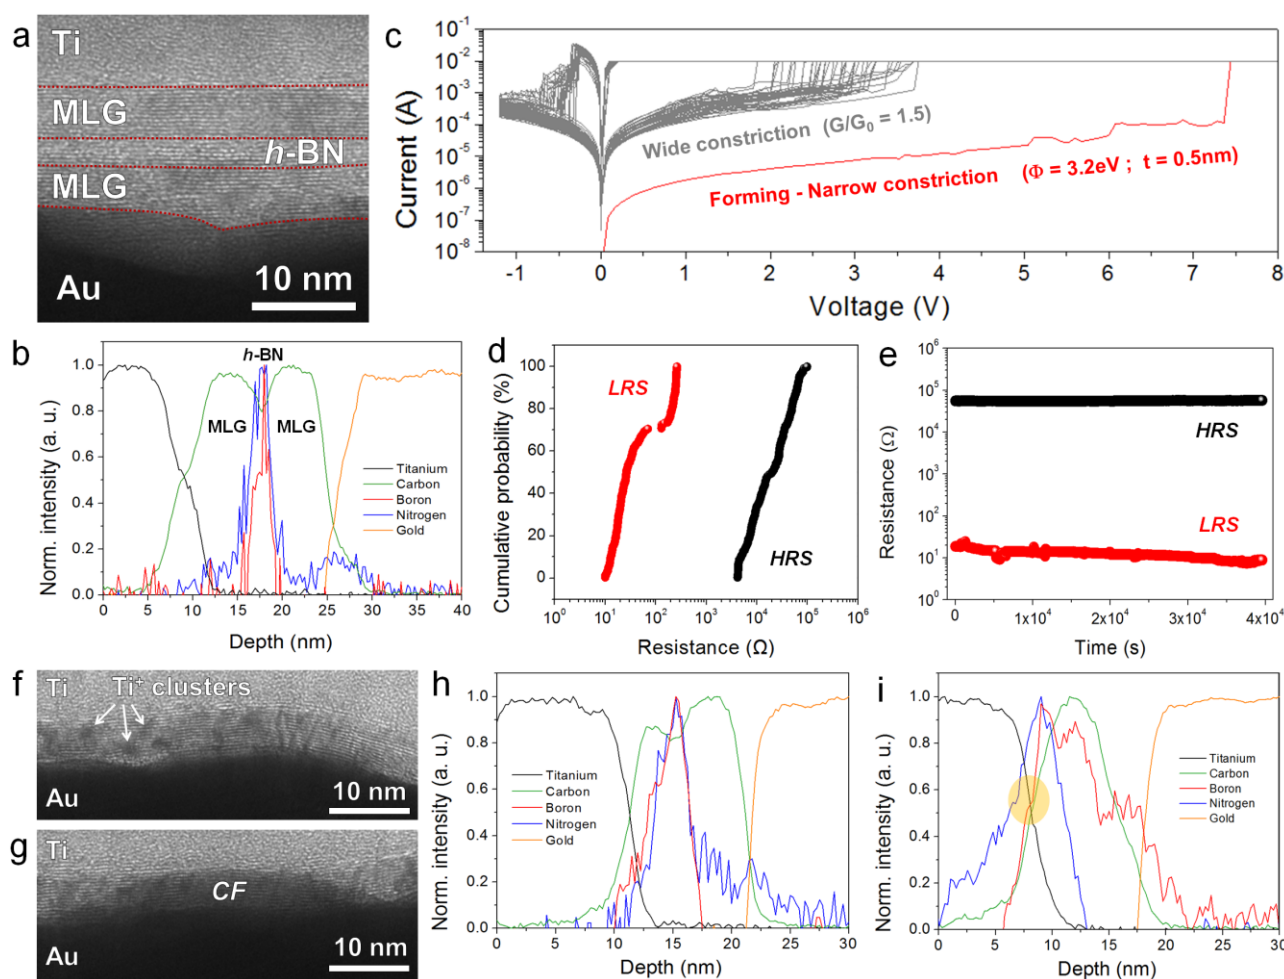 a
Ti
MLG
h-BN
MLG
Au
10 nm
c
Current (A)
10⁻¹
10⁻²
10⁻³
10⁻⁴
10⁻⁵
10⁻⁶
10⁻⁷
10⁻⁸
Wide constriction (G/G₀ = 1.5)
Forming - Narrow constriction (Φ = 3.2eV ; t = 0.5nm)
-1 0 1 2 3 4 5 6 7 8
Voltage (V)
b
h-BN
MLG MLG
Norm. intensity (a. u.)
1.0
0.8
0.6
0.4
0.2
0.0
Titanium
Carbon
Boron
Nitrogen
Gold
0 5 10 15 20 25 30 35 40
Depth (nm)
d
Cumulative probability (%)
100
80
60
40
20
0
LRS
HRS
10⁰ 10¹ 10² 10³ 10⁴ 10⁵ 10⁶
Resistance (Ω)
e
Resistance (Ω)
10⁶
10⁵
10⁴
10³
10²
10¹
10⁰
HRS
LRS
0 1x10⁴ 2x10⁴ 3x10⁴ 4x10⁴
Time (s)
f
Ti
Ti⁺ clusters
Au
10 nm
g
Ti
CF
Au
10 nm
h
Norm. intensity (a. u.)
1.0
0.8
0.6
0.4
0.2
0.0
Titanium
Carbon
Boron
Nitrogen
Gold
0 5 10 15 20 25 30
Depth (nm)
i
Norm. intensity (a. u.)
1.0
0.8
0.6
0.4
0.2
0.0
Titanium
Carbon
Boron
Nitrogen
Gold
0 5 10 15 20 25 30
Depth (nm)